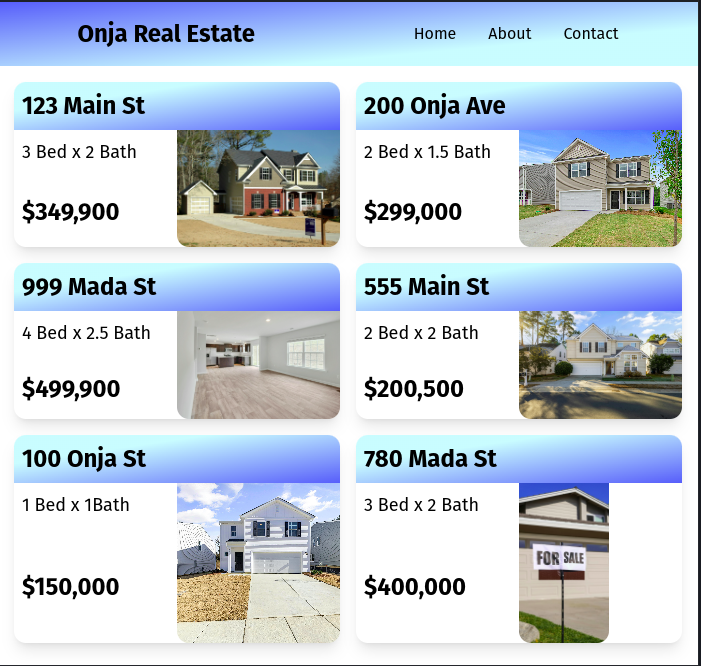 Onja Real Estate
Home About Contact
123 Main St
3 Bed x 2 Bath
$349,900
200 Onja Ave
2 Bed x 1.5 Bath
$299,000
999 Mada St
4 Bed x 2.5 Bath
$499,900
555 Main St
2 Bed x 2 Bath
$200,500
100 Onja St
1 Bed x 1Bath
$150,000
780 Mada St
3 Bed x 2 Bath
FOR SALE
$400,000